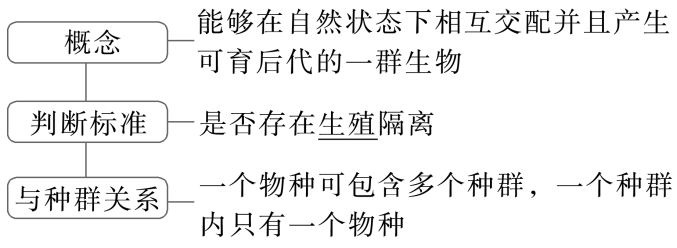 概念
能够在自然状态下相互交配并且产生
可育后代的一群生物
判断标准
是否存在生殖隔离
与种群关系
一个物种可包含多个种群，一个种群
内只有一个物种